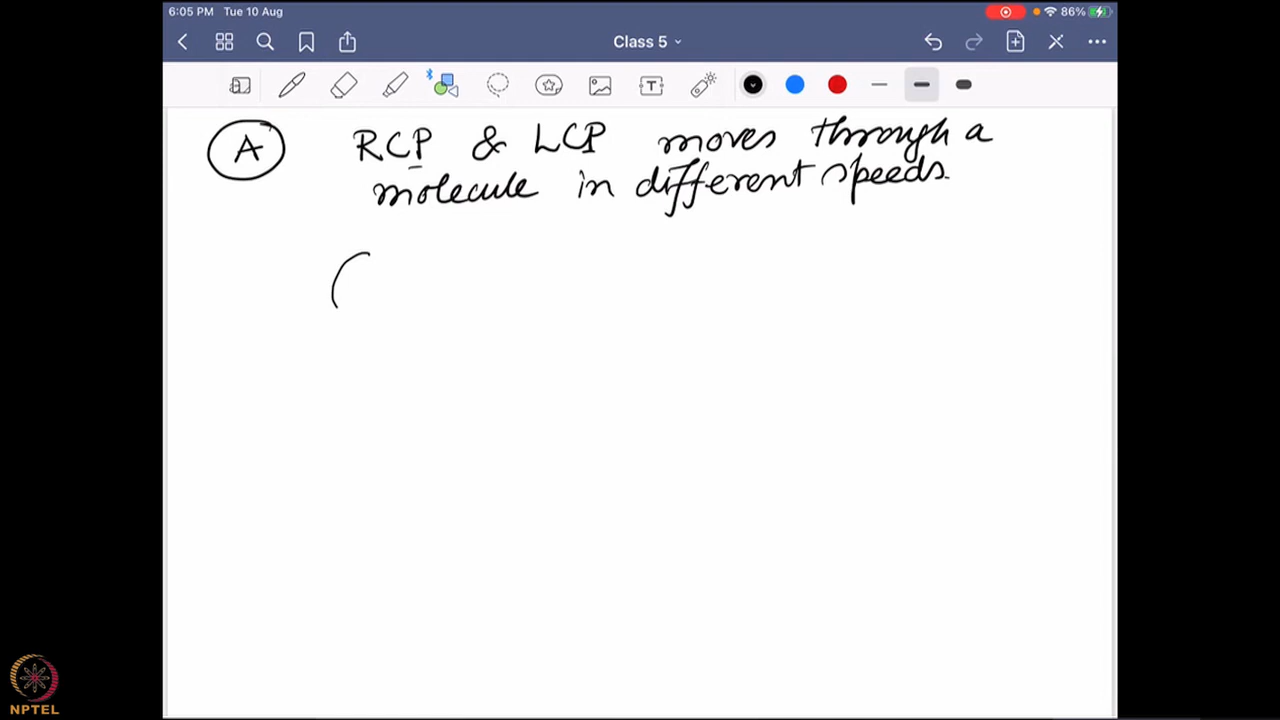 6:05 PM Tue 10 Aug 86%
Class 5
T
A RCP & LCP moves through a
molecule in different speeds.
NPTEL